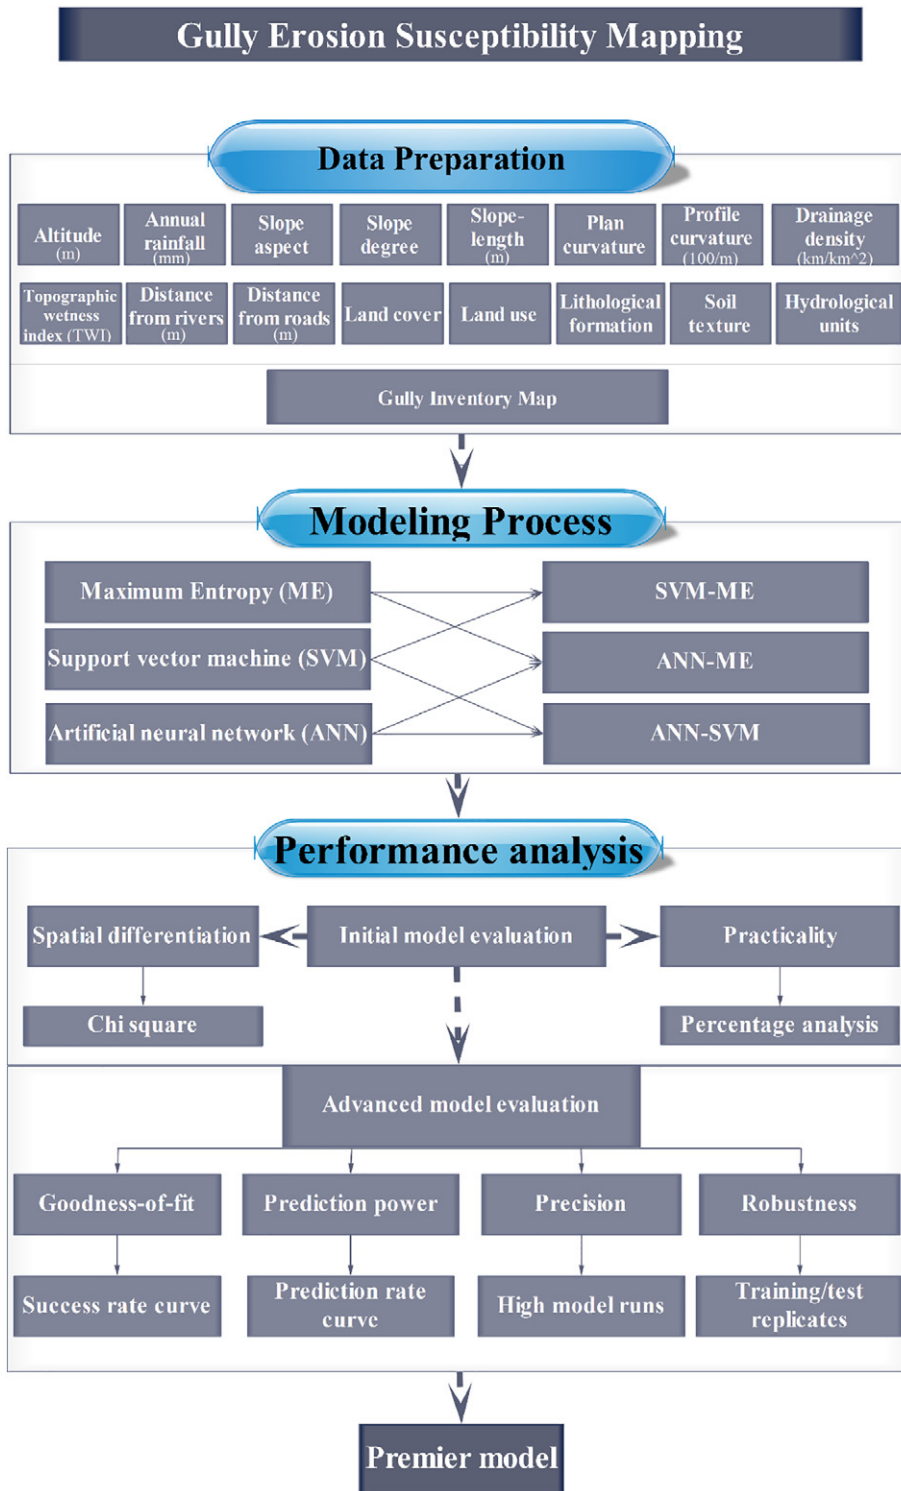 Gully Erosion Susceptibility Mapping
Data Preparation
Altitude
(m)
Annual
rainfall
(mm)
Slope
aspect
Slope
degree
Slope-
length
(m)
Plan
curvature
Profile
curvature
(100/m)
Drainage
density
(km/km^2)
Topographic
wetness
index (TWI)
Distance
from rivers
(m)
Distance
from roads
(m)
Land cover
Land use
Lithological
formation
Soil
texture
Hydrological
units
Gully Inventory Map
Modeling Process
Maximum Entropy (ME)
SVM-ME
Support vector machine (SVM)
ANN-ME
Artificial neural network (ANN)
ANN-SVM
Performance analysis
Spatial differentiation
Initial model evaluation
Practicality
Chi square
Percentage analysis
Advanced model evaluation
Goodness-of-fit
Prediction power
Precision
Robustness
Success rate curve
Prediction rate
curve
High model runs
Training/test
replicates
Premier model